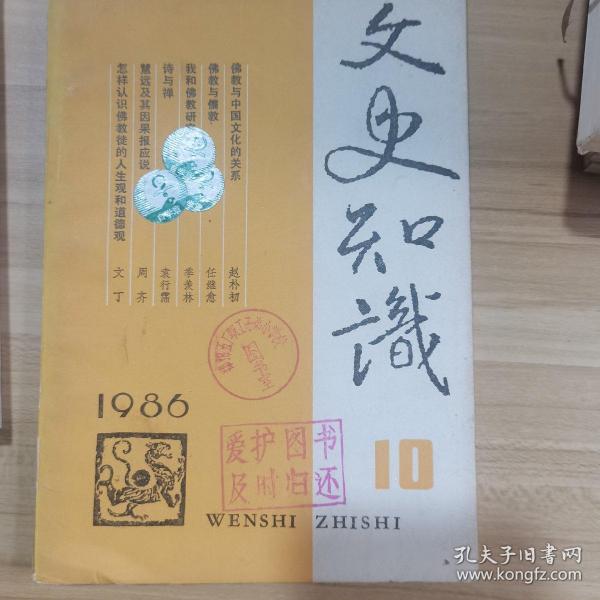 文史知識
佛教与中国文化的关系 赵朴初
佛教与儒教 任继愈
我和佛教研究 季羡林
诗与禅 袁行霈
慧远及其因果报应说 周齐
怎样认识佛教徒的人生观和道德观 文丁
图书室
1986
爱护图书
及时归还
10
WENSHI ZHISHI
孔夫子旧书网
www.kongfz.com